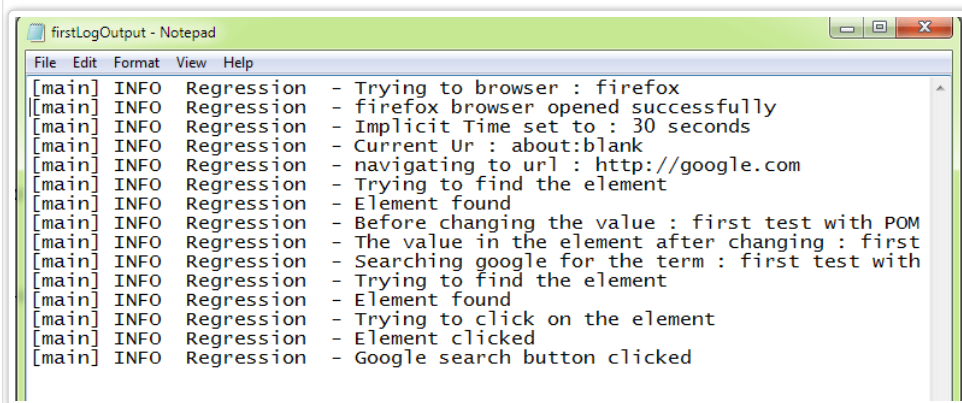 firstLogOutput - Notepad
File Edit Format View Help
[main] INFO Regression - Trying to browser : firefox
[main] INFO Regression - firefox browser opened successfully
[main] INFO Regression - Implicit Time set to : 30 seconds
[main] INFO Regression - Current Ur : about:blank
[main] INFO Regression - navigating to url : http://google.com
[main] INFO Regression - Trying to find the element
[main] INFO Regression - Element found
[main] INFO Regression - Before changing the value : first test with POM
[main] INFO Regression - The value in the element after changing : first
[main] INFO Regression - Searching google for the term : first test with
[main] INFO Regression - Trying to find the element
[main] INFO Regression - Element found
[main] INFO Regression - Trying to click on the element
[main] INFO Regression - Element clicked
[main] INFO Regression - Google search button clicked